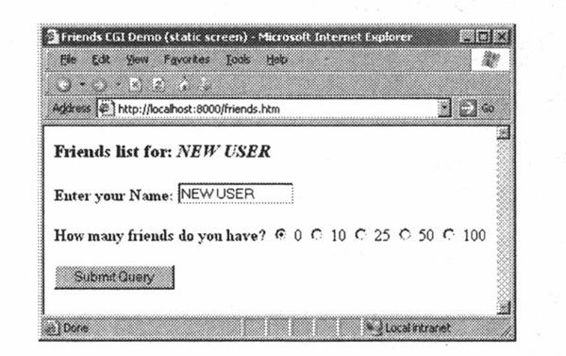 Friends CGI Demo (static screen) - Microsoft Internet Explorer
File Edit View Favorites Tools Help
Address http://localhost:8000/friends.htm Go
Friends list for: NEW USER
Enter your Name: NEW USER
How many friends do you have? 0 10 25 50 100
Submit Query
Done Local intranet